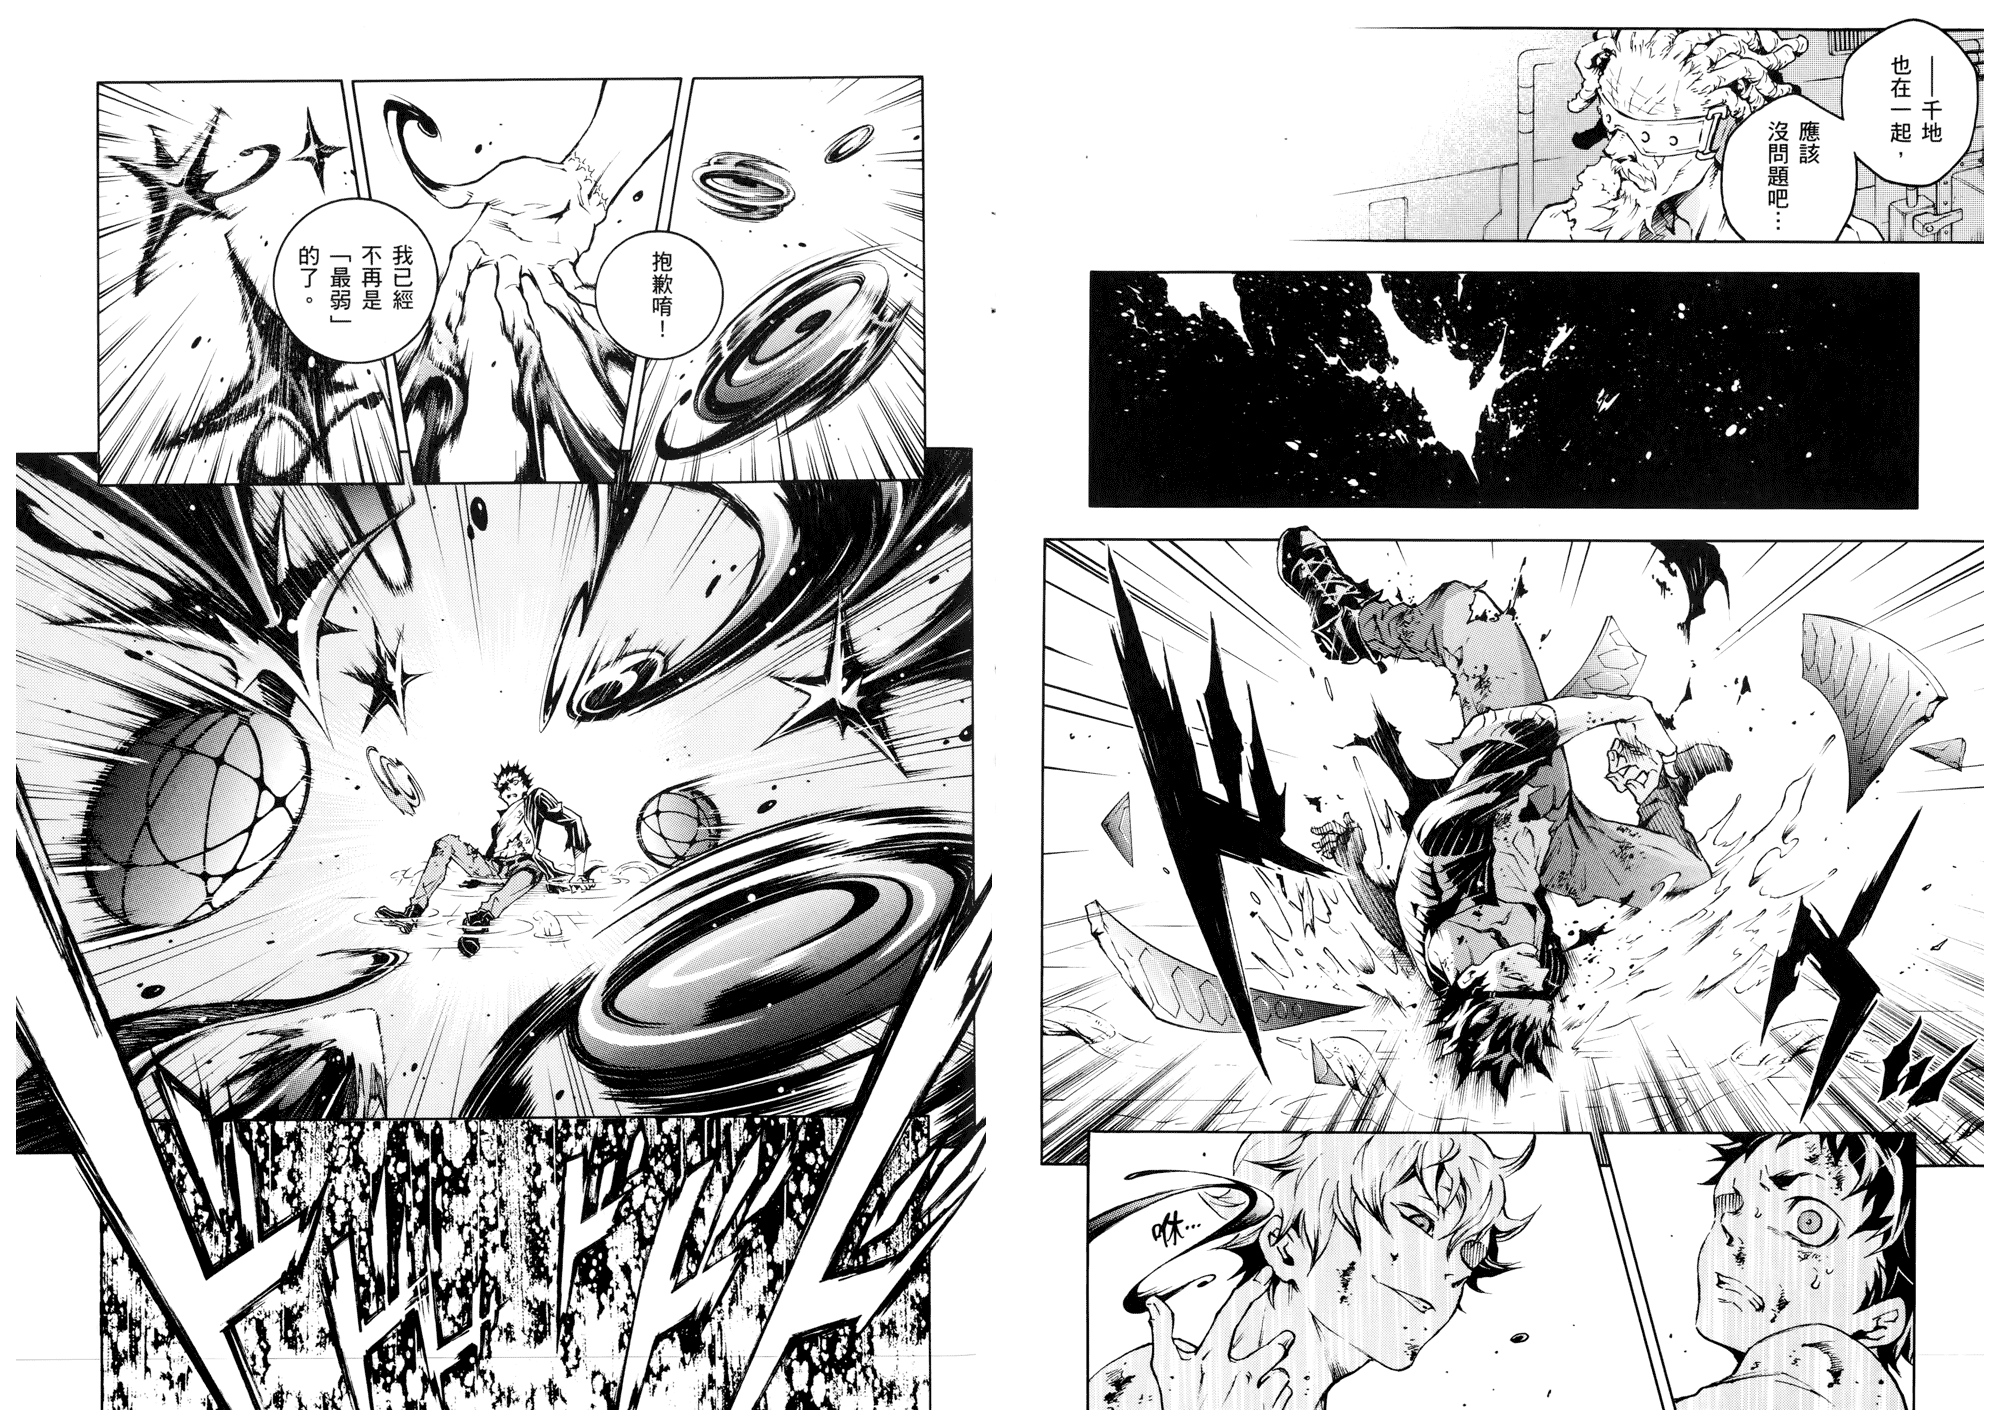 ——千地
也在一起，
應該
沒問題吧…
咻…
抱歉唷！
我已經
不再是
「最弱」
的了。